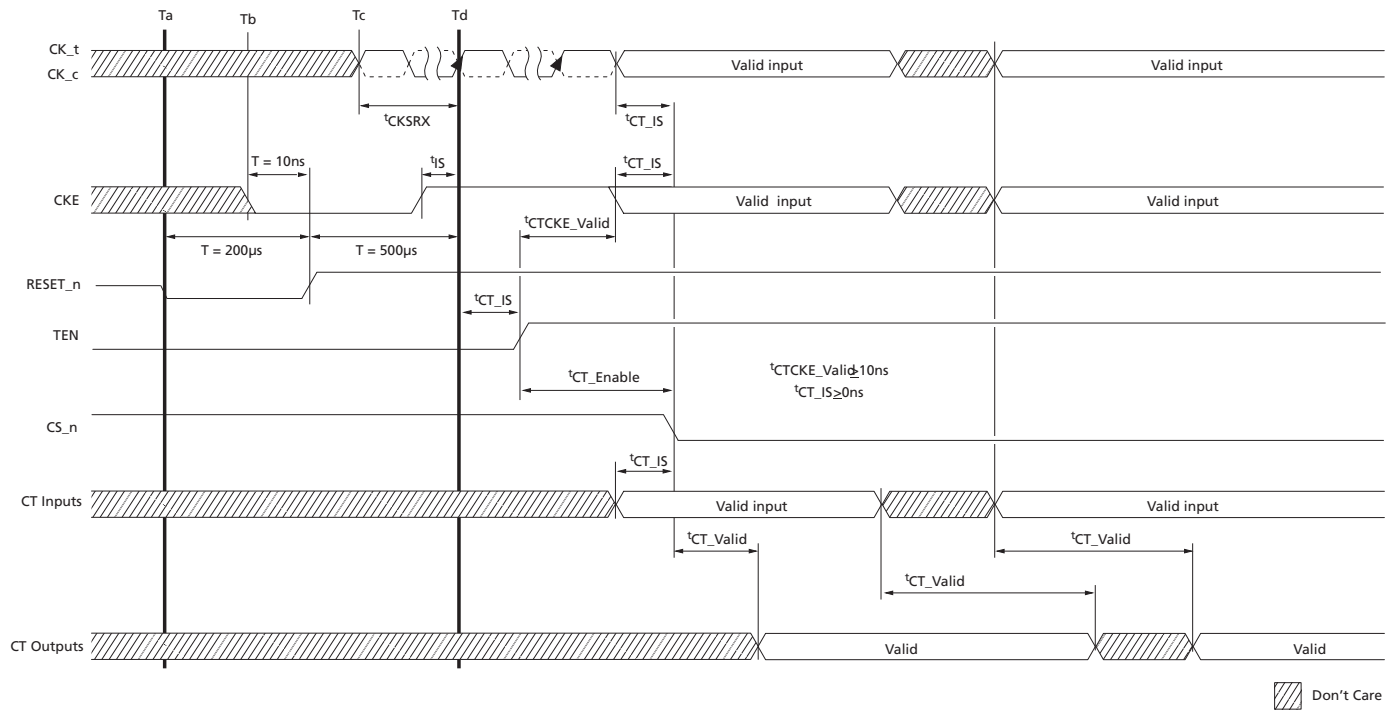 Ta Tb Tc Td
CK_t
CK_c
Valid input Valid input
tCKSRX tCT_IS
T = 10ns tIS tCT_IS
CKE Valid input Valid input
tCTCKE_Valid
T = 200µs T = 500µs
RESET_n
tCT_IS
TEN
tCT_Enable tCTCKE_Valid≥10ns
tCT_IS≥0ns
CS_n
tCT_IS
CT Inputs Valid input Valid input
tCT_Valid tCT_Valid
tCT_Valid
CT Outputs Valid Valid
Don't Care